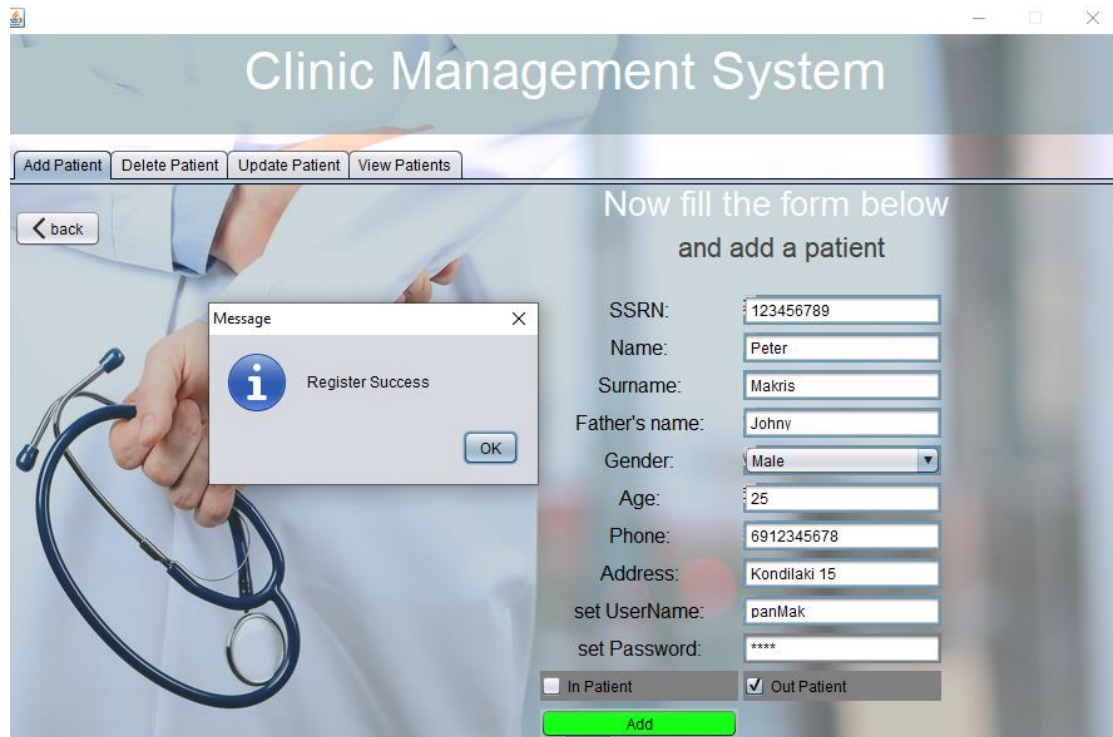 Clinic Management System
Add Patient Delete Patient Update Patient View Patients
back
Now fill the form below
and add a patient
Message
Register Success
OK
SSRN: 123456789
Name: Peter
Surname: Makris
Father's name: Johny
Gender: Male
Age: 25
Phone: 6912345678
Address: Kondilaki 15
set UserName: panMak
set Password: ****
In Patient Out Patient
Add